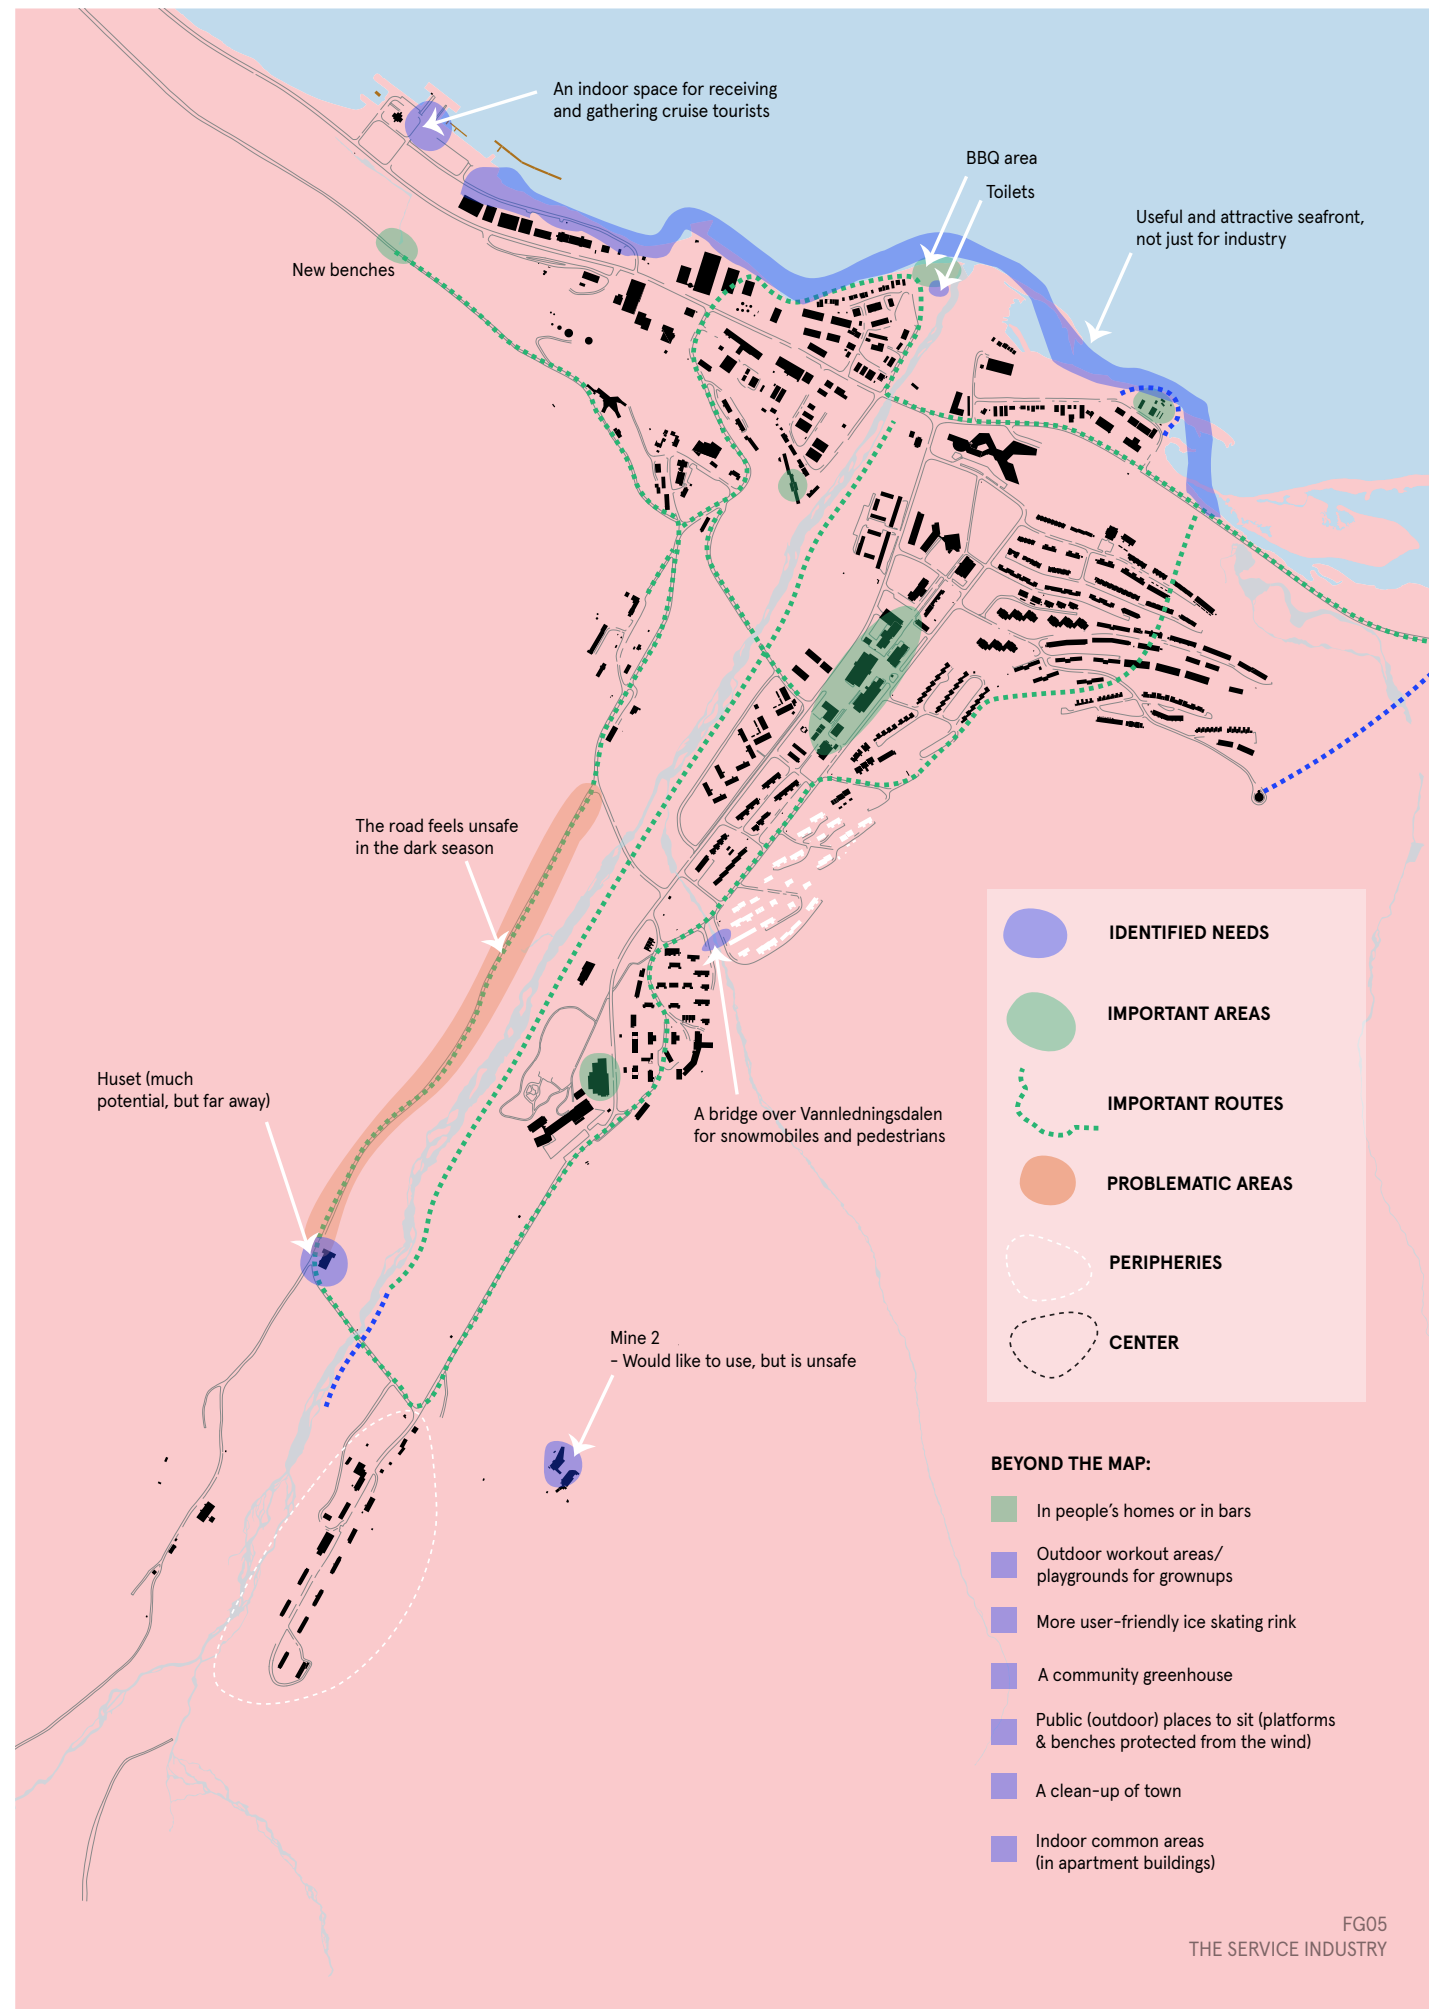 An indoor space for receiving
and gathering cruise tourists
BBQ area
Toilets
Useful and attractive seafront,
not just for industry
New benches
The road feels unsafe
in the dark season
Huset (much
potential, but far away)
A bridge over Vannledningsdalen
for snowmobiles and pedestrians
Mine 2
- Would like to use, but is unsafe
IDENTIFIED NEEDS
IMPORTANT AREAS
IMPORTANT ROUTES
PROBLEMATIC AREAS
PERIPHERIES
CENTER
BEYOND THE MAP:
In people's homes or in bars
Outdoor workout areas/
playgrounds for grownups
More user-friendly ice skating rink
A community greenhouse
Public (outdoor) places to sit (platforms
& benches protected from the wind)
A clean-up of town
Indoor common areas
(in apartment buildings)
FG05
THE SERVICE INDUSTRY